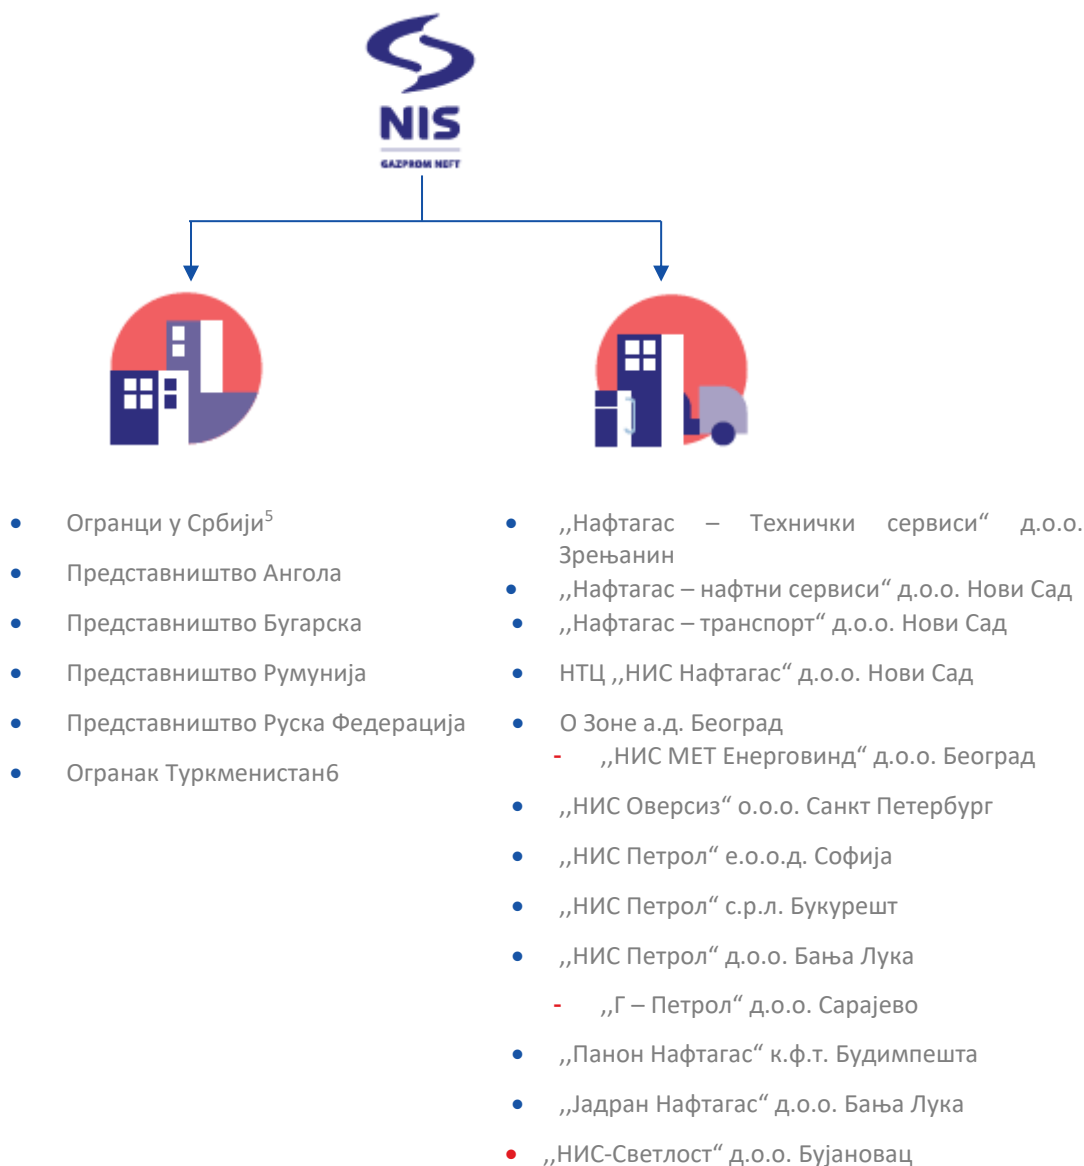 NIS
GAZPROM NEFT
• Огранци у Србији5
• Представништво Ангола
• Представништво Бугарска
• Представништво Румунија
• Представништво Руска Федерација
• Огранак Туркменистан6
• ,,Нафтагас – Технички сервиси“ д.о.о.
Зрењанин
• ,,Нафтагас – нафтни сервиси“ д.о.о. Нови Сад
• ,,Нафтагас – транспорт“ д.о.о. Нови Сад
• НТЦ ,,НИС Нафтагас“ д.о.о. Нови Сад
• О Зоне а.д. Београд
- ,,НИС МЕТ Енерговинд“ д.о.о. Београд
• ,,НИС Оверсиз“ о.о.о. Санкт Петербург
• ,,НИС Петрол“ е.о.о.д. Софија
• ,,НИС Петрол“ с.р.л. Букурешт
• ,,НИС Петрол“ д.о.о. Бања Лука
- ,,Г – Петрол“ д.о.о. Сарајево
• ,,Панон Нафтагас“ к.ф.т. Будимпешта
• ,,Јадран Нафтагас“ д.о.о. Бања Лука
• ,,НИС-Светлост“ д.о.о. Бујановац